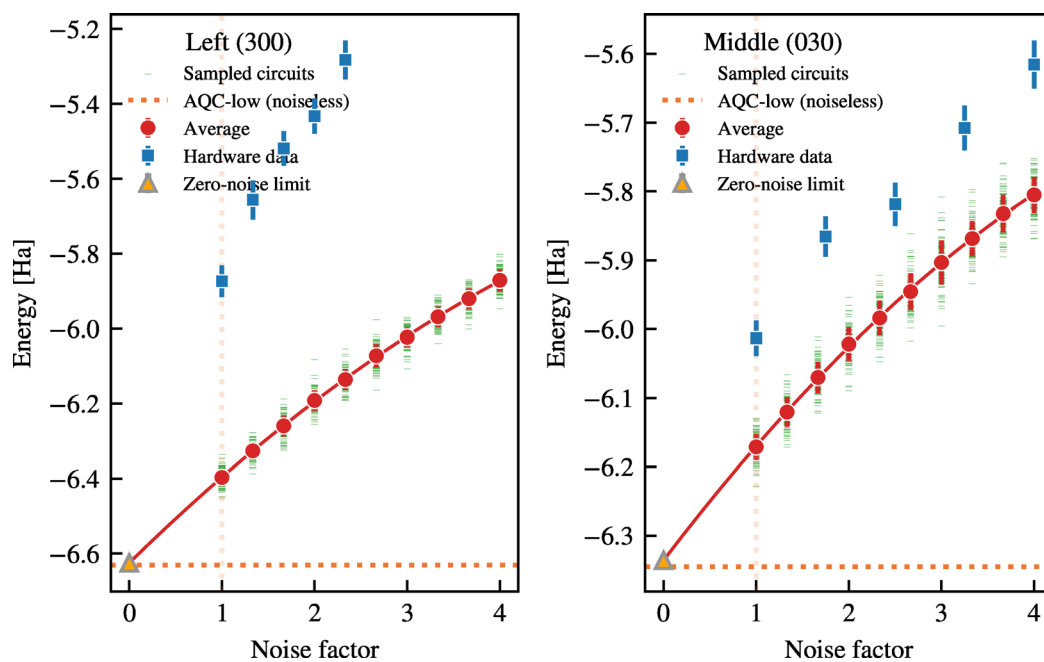 Left (300)
Sampled circuits
AQC-low (noiseless)
Average
Hardware data
Zero-noise limit
−5.2
−5.4
−5.6
−5.8
−6.0
−6.2
−6.4
−6.6
Energy [Ha]
0 1 2 3 4
Noise factor
Middle (030)
Sampled circuits
AQC-low (noiseless)
Average
Hardware data
Zero-noise limit
−5.6
−5.7
−5.8
−5.9
−6.0
−6.1
−6.2
−6.3
Energy [Ha]
0 1 2 3 4
Noise factor